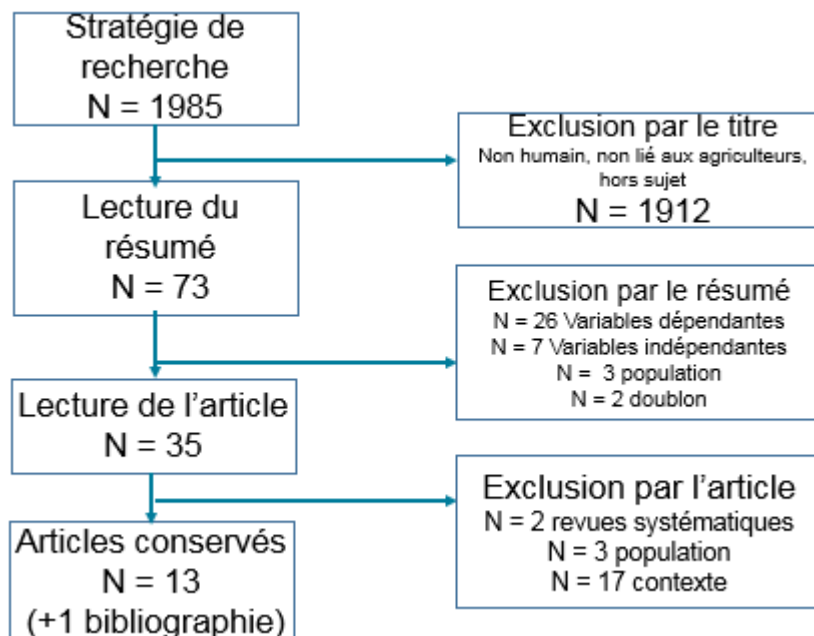 Stratégie de
recherche
N = 1985
Exclusion par le titre
Non humain, non lié aux agriculteurs,
hors sujet
N = 1912
Lecture du
résumé
N = 73
Exclusion par le résumé
N = 26 Variables dépendantes
N = 7 Variables indépendantes
N = 3 population
N = 2 doublon
Lecture de l'article
N = 35
Exclusion par l'article
N = 2 revues systématiques
N = 3 population
N = 17 contexte
Articles conservés
N = 13
(+1 bibliographie)